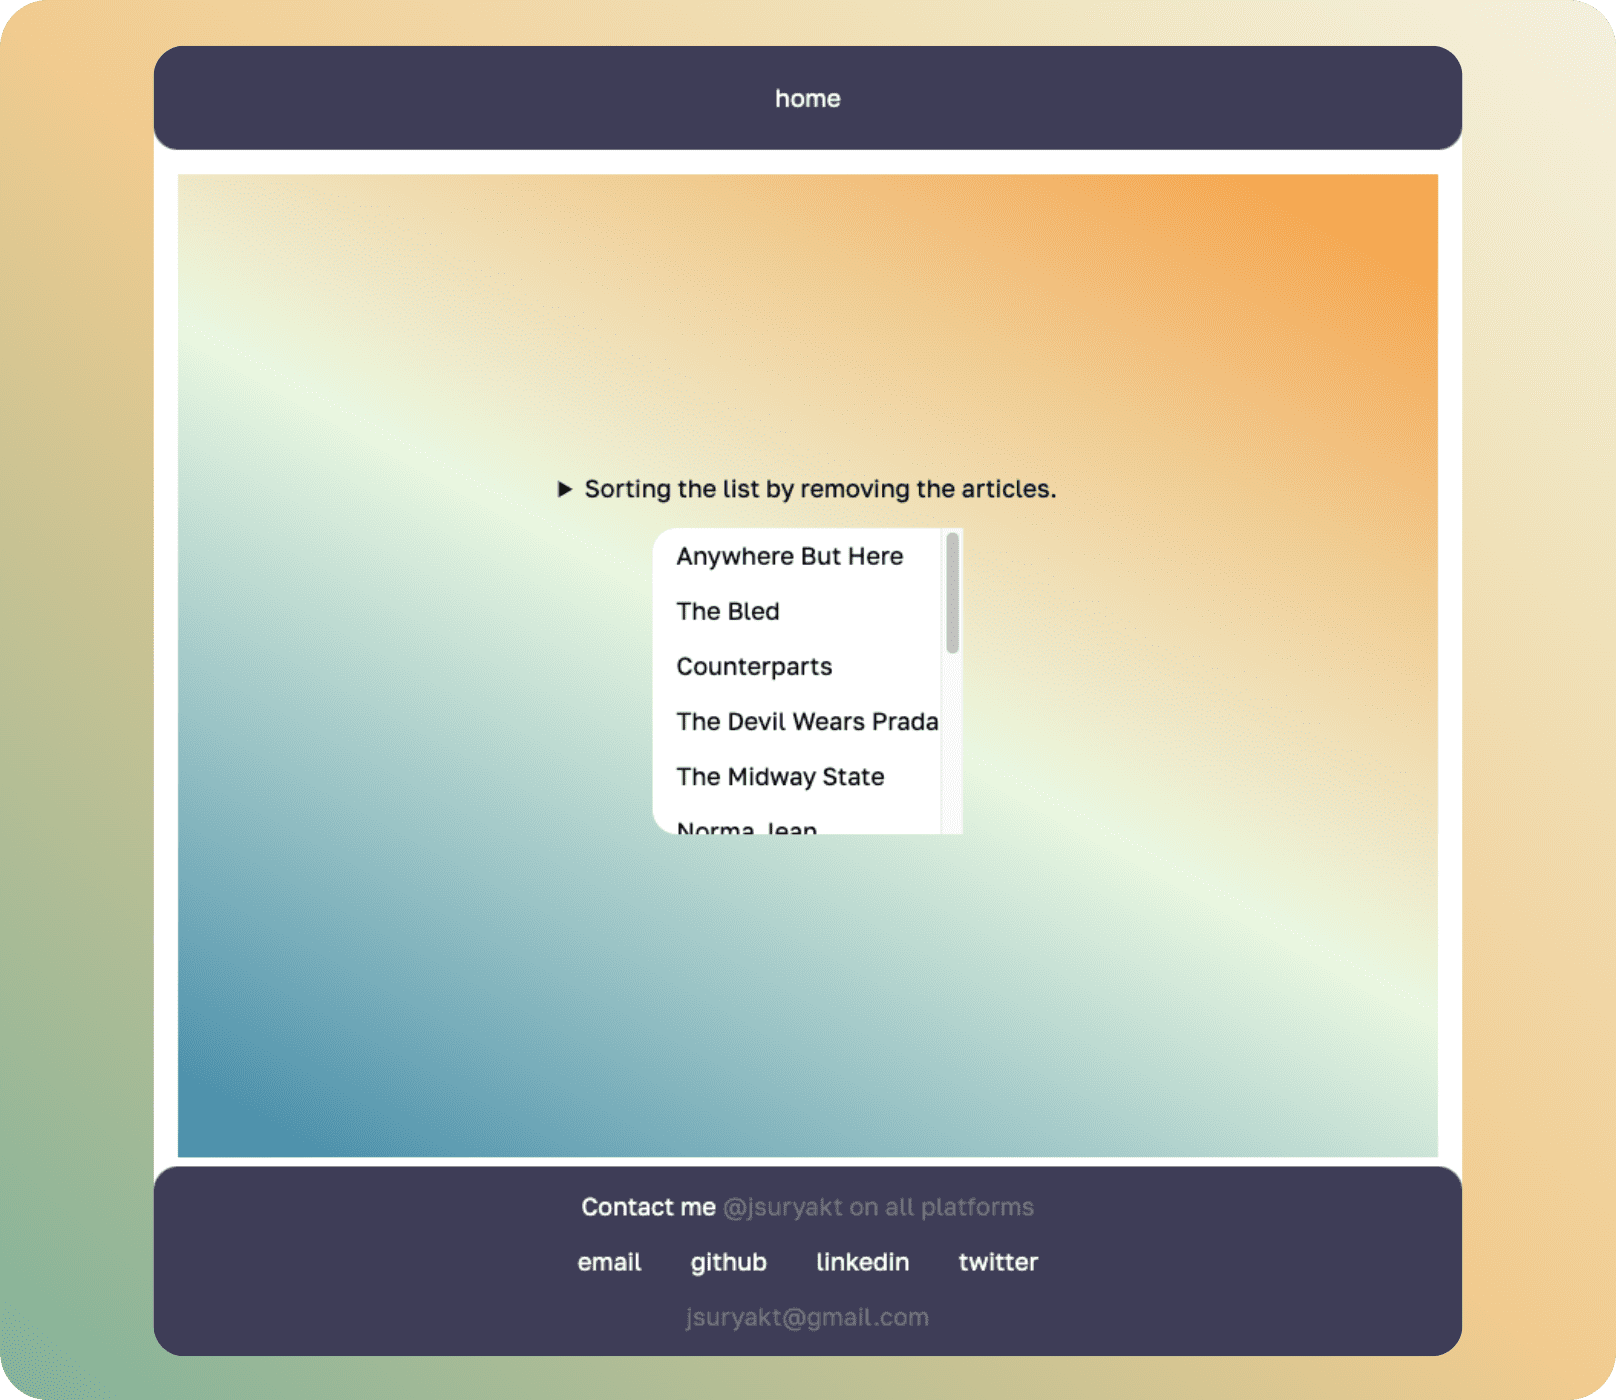 home
▶ Sorting the list by removing the articles.
Anywhere But Here
The Bled
Counterparts
The Devil Wears Prada
The Midway State
Norma Jean
Contact me @jsuryakt on all platforms
email github linkedin twitter
jsuryakt@gmail.com